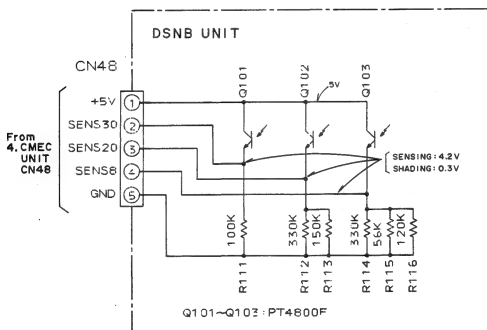 DSNB UNIT
CN48
Q101
Q102
Q103
+5V
①
5V
SENS30
②
SENS20
③
SENS8
④
GND
⑤
From
4.CMEC
UNIT
CN48
SENSING:4.2V
SHADING:0.3V
100K
330K
150K
330K
56K
120K
R111
R112
R113
R114
R115
R116
Q101~Q103:PT4800F